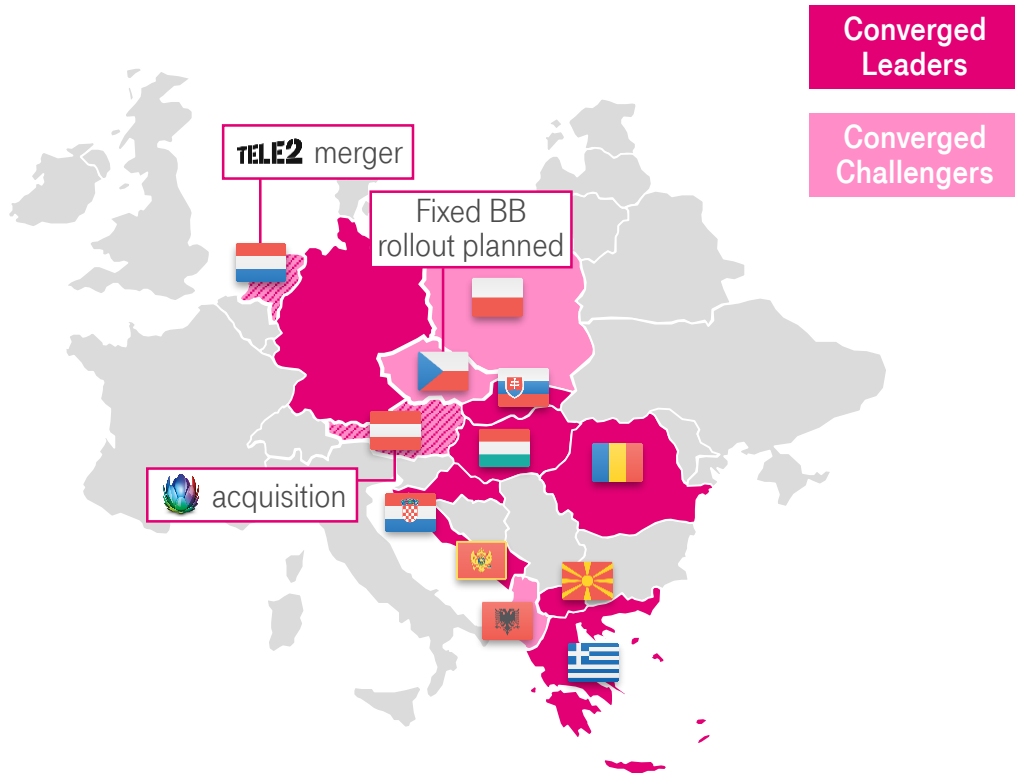 Converged
Leaders
Converged
Challengers
TELE2 merger
Fixed BB
rollout planned
acquisition